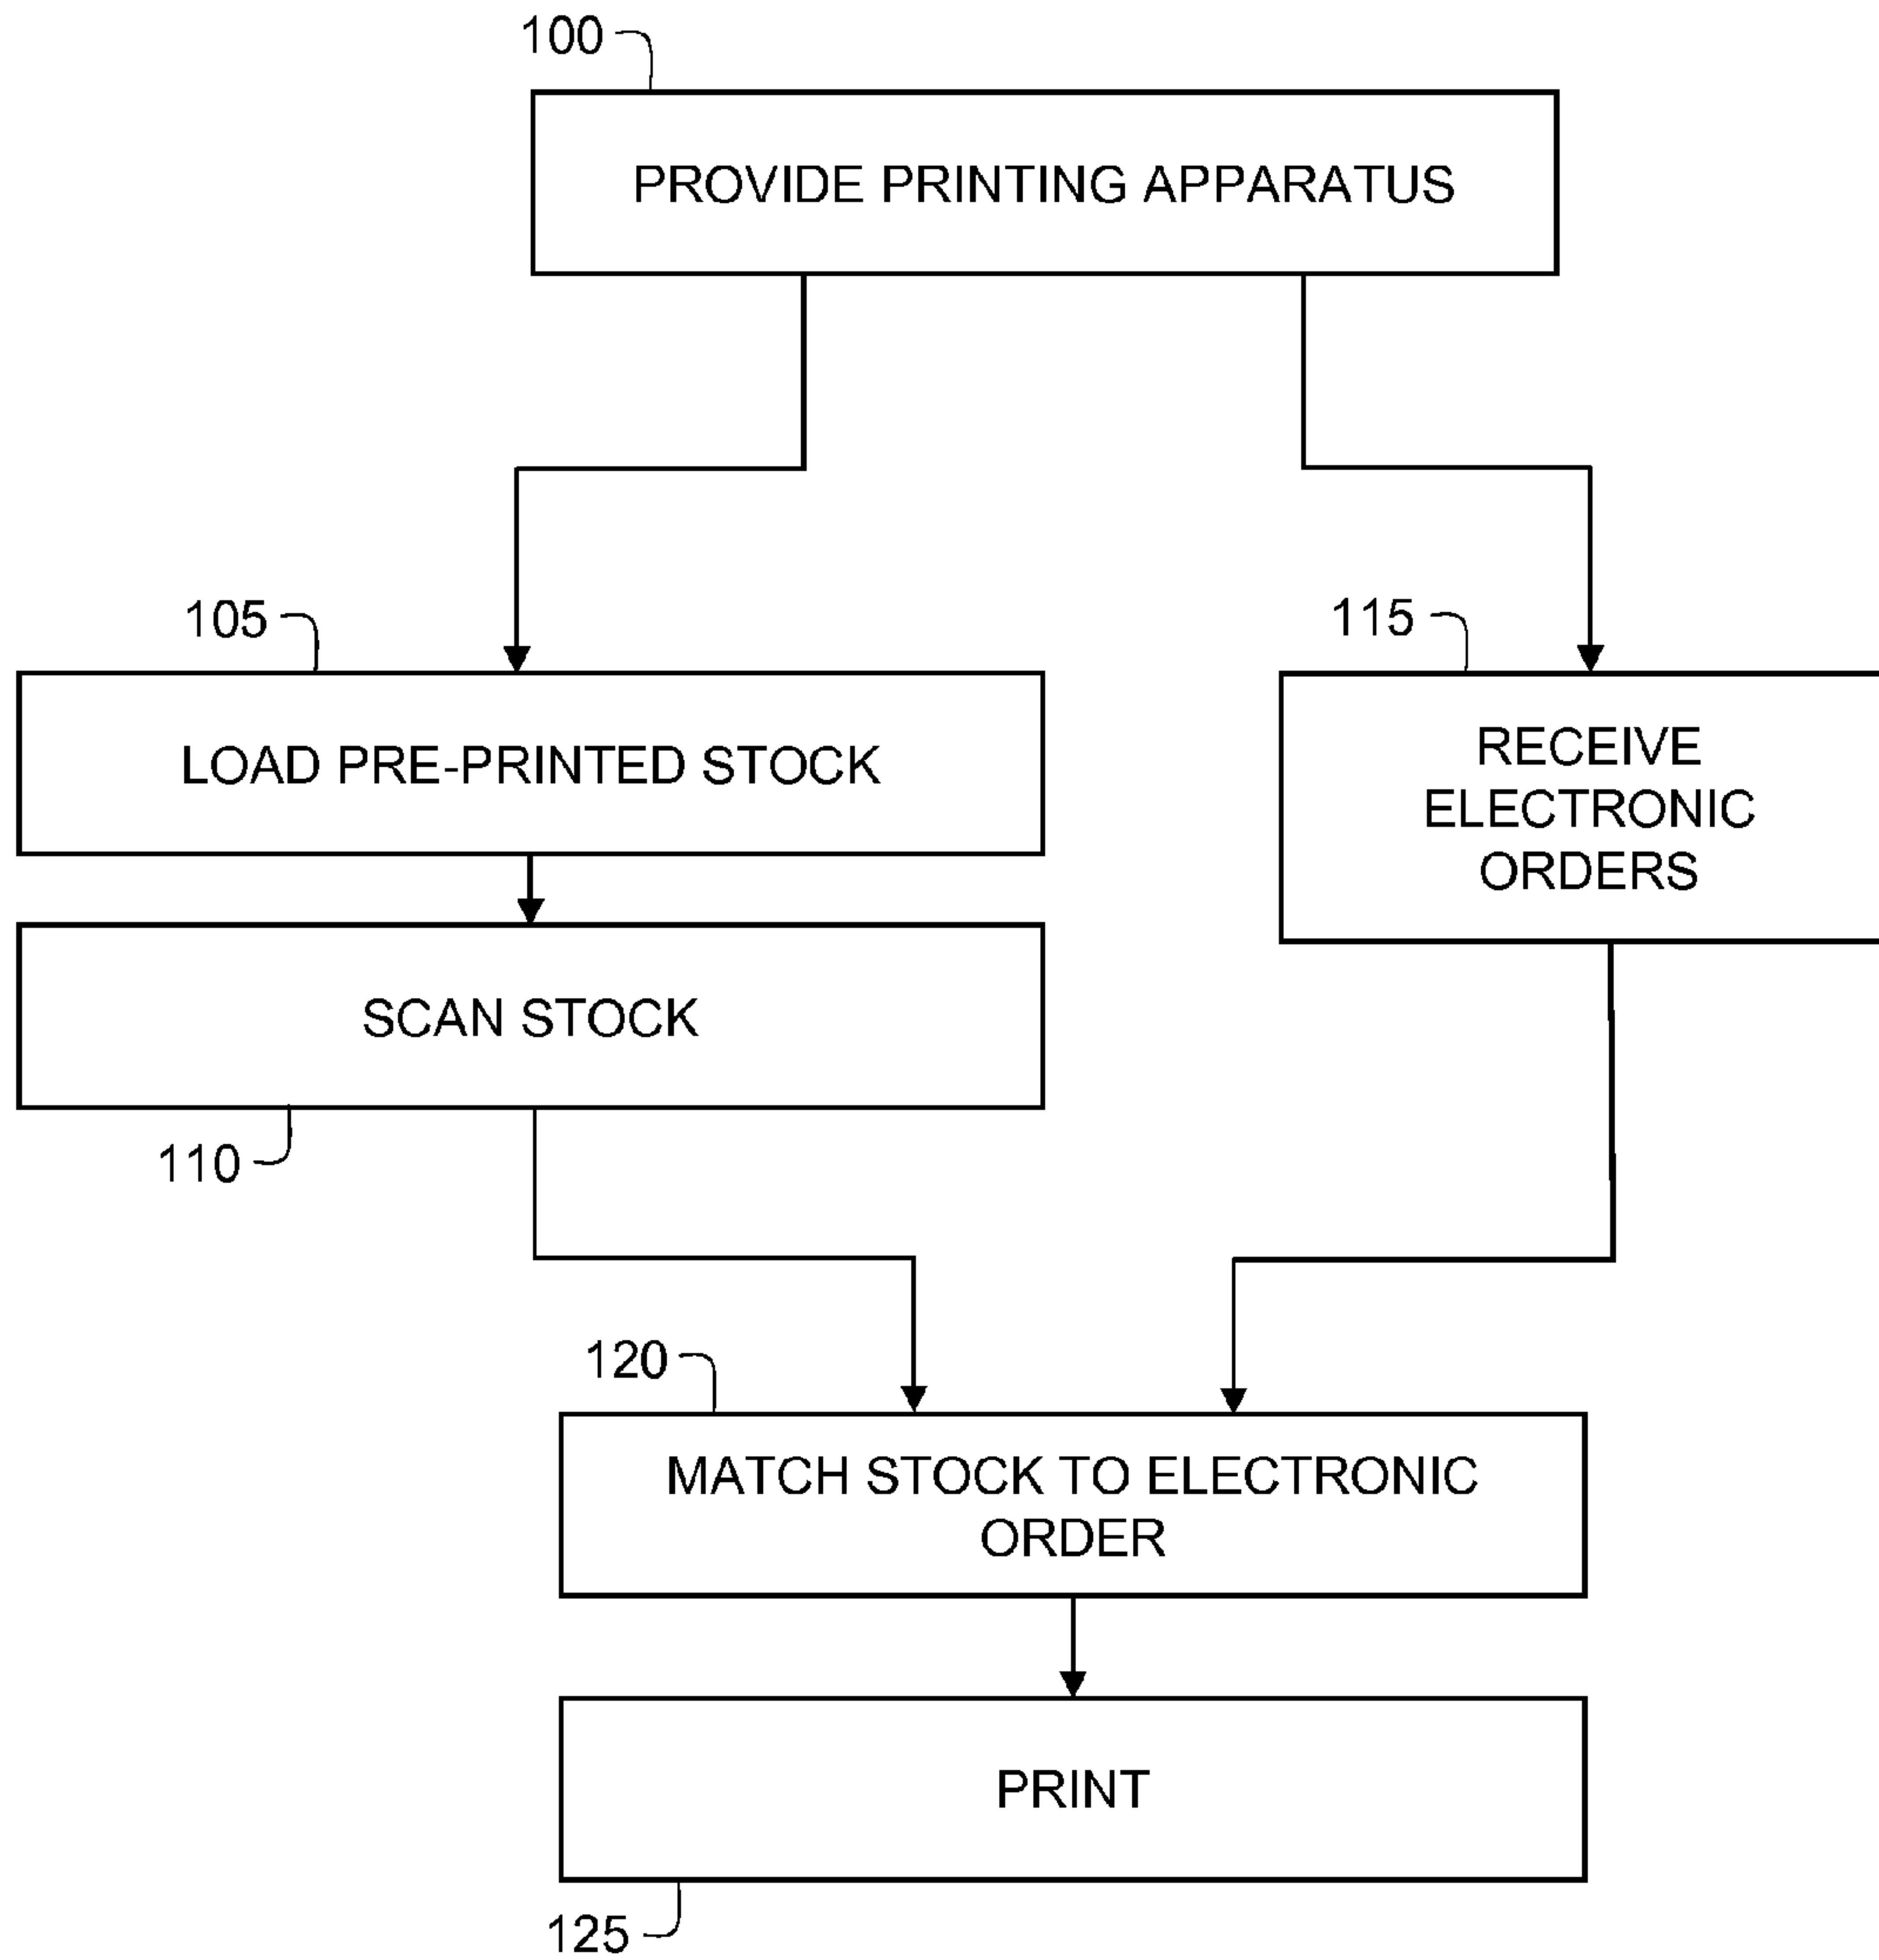 100
PROVIDE PRINTING APPARATUS
105
LOAD PRE-PRINTED STOCK
115
RECEIVE
ELECTRONIC
ORDERS
SCAN STOCK
110
120
MATCH STOCK TO ELECTRONIC
ORDER
PRINT
125